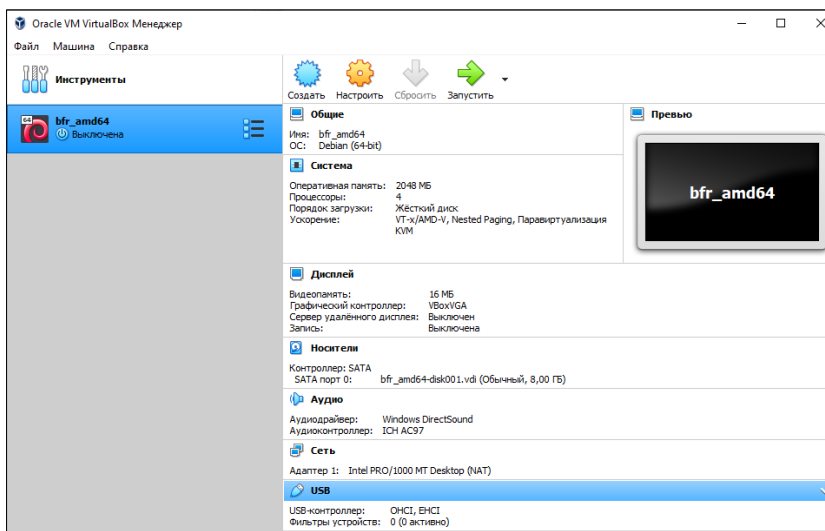 Oracle VM VirtualBox Менеджер
Файл Машина Справка
Инструменты
Создать Настроить Сбросить Запустить
64
bfr_amd64
Выключена
Общие
Имя: bfr_amd64
ОС: Debian (64-bit)
Превью
bfr_amd64
Система
Оперативная память: 2048 МБ
Процессоры: 4
Порядок загрузки: Жёсткий диск
Ускорение: VT-x/AMD-V, Nested Paging, Паравиртуализация
KVM
Дисплей
Видеопамять: 16 МБ
Графический контроллер: VBoxVGA
Сервер удалённого дисплея: Выключен
Запись: Выключена
Носители
Контроллер: SATA
SATA порт 0: bfr_amd64-disk001.vdi (Обычный, 8,00 ГБ)
Аудио
Аудиодрайвер: Windows DirectSound
Аудиоконтроллер: ICH AC97
Сеть
Адаптер 1: Intel PRO/1000 MT Desktop (NAT)
USB
USB-контроллер: OHCI, EHCI
Фильтры устройств: 0 (0 активно)